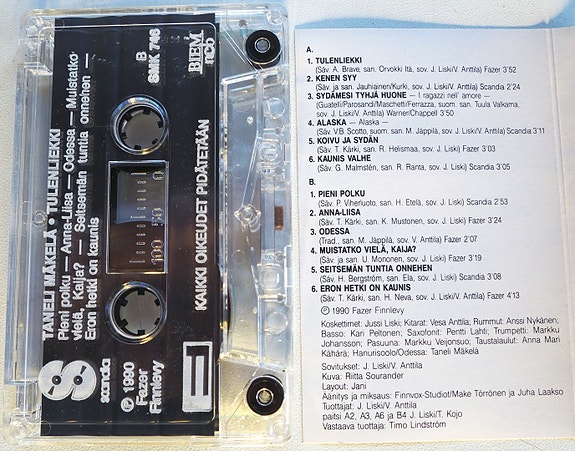 TANELI MÄKELÄ • TULENLIEKKI
Pieni polku — Anna-Liisa — Odessa — Muistatko
vielä, Kaija? — Seitsemän tuntia onnehen —
Eron hetki on kaunis
B
SMK 746
BIEM
ncb
scandia
℗ 1990
Fazer
Finnlevy
100 50 0
KAIKKI OIKEUDET PIDÄTETÄÄN
A.
1. TULENLIEKKI
(Säv. A. Brave, san. Orvokki Itä, sov. J. Liski/V. Anttila) Fazer 3'52
2. KENEN SYY
(Säv. ja san. Jauhiainen/Kurki, sov. J. Liski/V. Anttila) Scandia 2'24
3. SYDÄMESI TYHJÄ HUONE — I ragazzi nell' amore —
(Guatelli/Parosandi/Maschetti/Ferrazza, suom. san. Tuula Valkama,
sov. J. Liski/V. Anttila) Warner/Chappell 3'50
4. ALASKA — Alaska —
(Säv. V.B. Scotto, suom. san. M. Jäppilä, sov. J. Liski/V. Anttila) Scandia 3'11
5. KOIVU JA SYDÄN
(Säv. T. Kärki, san. R. Helismaa, sov. J. Liski) Fazer 3'03
6. KAUNIS VALHE
(Säv. G. Malmstén, san. R. Ranta, sov. J. Liski) Scandia 3'05
B.
1. PIENI POLKU
(Säv. P. Viherluoto, san. H. Etelä, sov. J. Liski) Scandia 2'53
2. ANNA-LIISA
(Säv. T. Kärki, san. K. Mustonen, sov. J. Liski) Fazer 3'24
3. ODESSA
(Trad., san. M. Jäppilä, sov. V. Anttila) Fazer 2'07
4. MUISTATKO VIELÄ, KAIJA?
(Säv. ja san. U. Mononen, sov. J. Liski) Fazer 3'19
5. SEITSEMÄN TUNTIA ONNEHEN
(Säv. H. Bergström, san. Ela, sov. J. Liski) Scandia 3'08
6. ERON HETKI ON KAUNIS
(Säv. T. Kärki, san. H. Neva, sov. J. Liski/V. Anttila) Fazer 4'13
℗ 1990 Fazer Finnlevy
Koskettimet: Jussi Liski; Kitarat: Vesa Anttila; Rummut: Anssi Nykänen;
Basso: Kari Peltonen; Saxofonit: Pentti Lahti; Trumpetti: Markku
Johansson; Pasuuna: Markku Veijonsuo; Taustalaulut: Anna Mari
Kähärä; Hanurisoolo/Odessa: Taneli Mäkelä
Sovitukset: J. Liski/V. Anttila
Kuva: Riitta Sourander
Layout: Jani
Äänitys ja miksaus: Finnvox-Studiot/Make Törrönen ja Juha Laakso
Tuottajat: J. Liski/V. Anttila
paitsi A2, A3, A6 ja B4 J. Liski/T. Kojo
Vastaava tuottaja: Timo Lindström